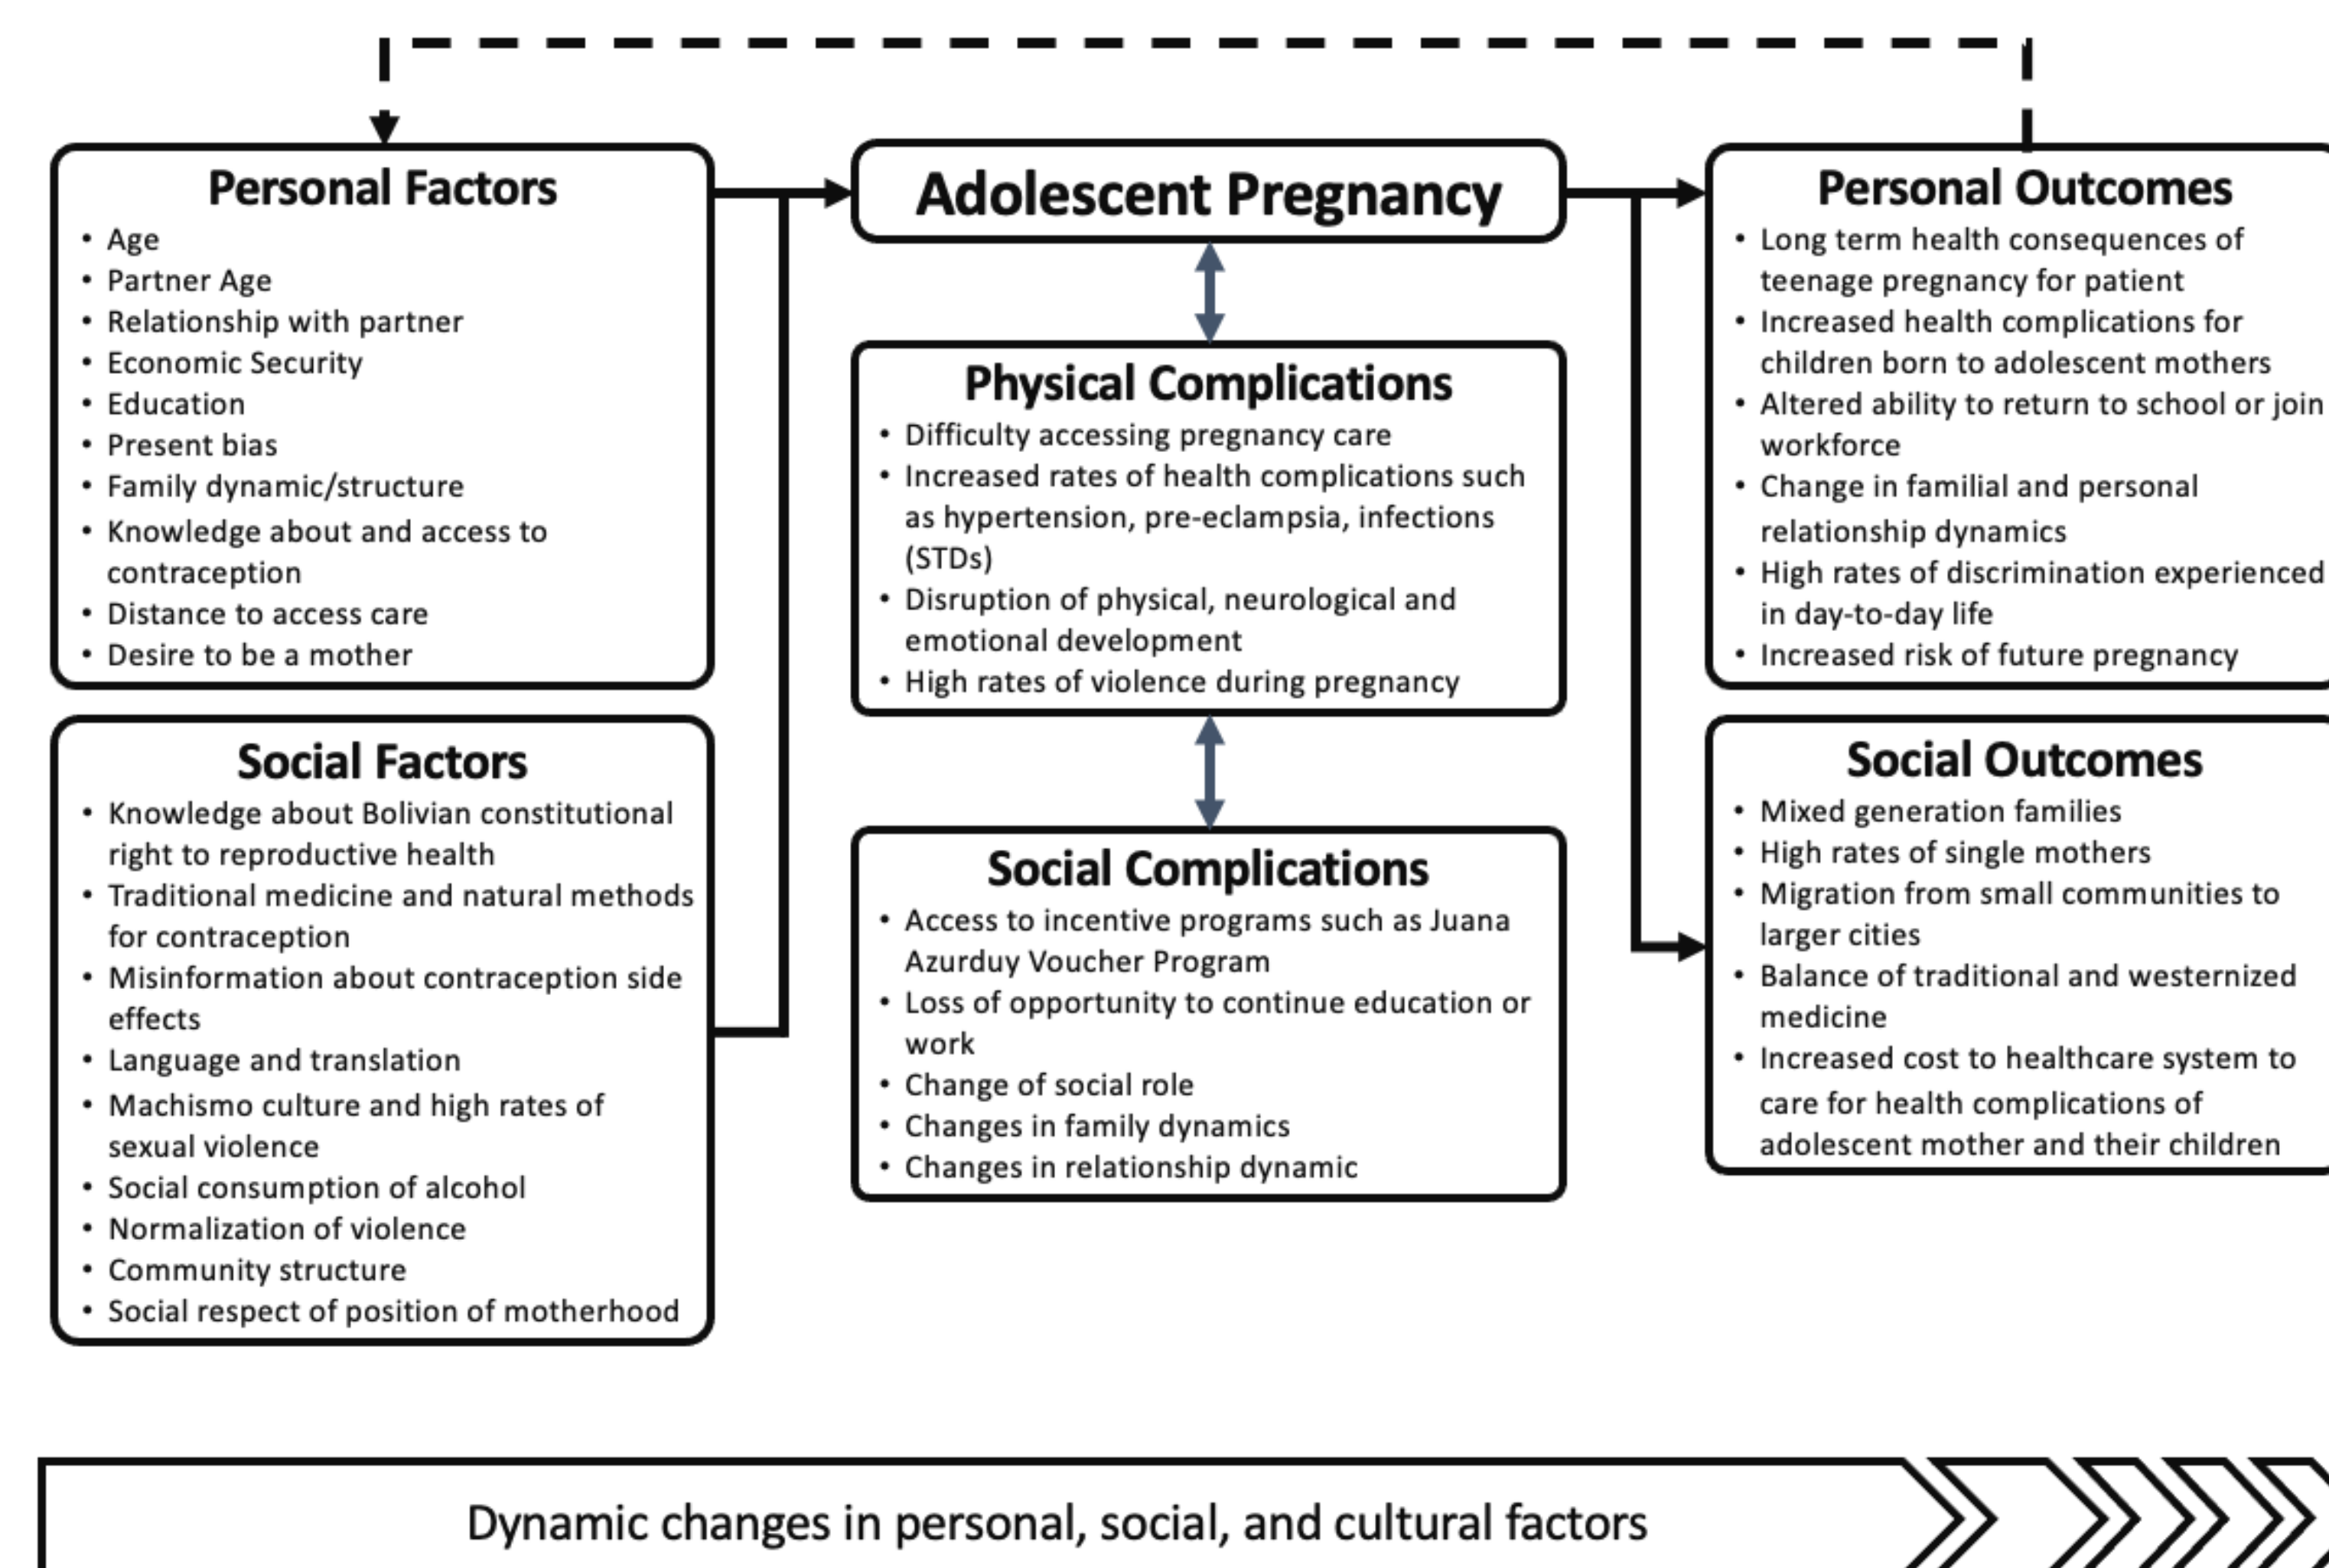 Personal Factors
• Age
• Partner Age
• Relationship with partner
• Economic Security
• Education
• Present bias
• Family dynamic/structure
• Knowledge about and access to
contraception
• Distance to access care
• Desire to be a mother
Social Factors
• Knowledge about Bolivian constitutional
right to reproductive health
• Traditional medicine and natural methods
for contraception
• Misinformation about contraception side
effects
• Language and translation
• Machismo culture and high rates of
sexual violence
• Social consumption of alcohol
• Normalization of violence
• Community structure
• Social respect of position of motherhood
Adolescent Pregnancy
Physical Complications
• Difficulty accessing pregnancy care
• Increased rates of health complications such
as hypertension, pre-eclampsia, infections
(STDs)
• Disruption of physical, neurological and
emotional development
• High rates of violence during pregnancy
Social Complications
• Access to incentive programs such as Juana
Azurduy Voucher Program
• Loss of opportunity to continue education or
work
• Change of social role
• Changes in family dynamics
• Changes in relationship dynamic
Personal Outcomes
• Long term health consequences of
teenage pregnancy for patient
• Increased health complications for
children born to adolescent mothers
• Altered ability to return to school or join
workforce
• Change in familial and personal
relationship dynamics
• High rates of discrimination experienced
in day-to-day life
• Increased risk of future pregnancy
Social Outcomes
• Mixed generation families
• High rates of single mothers
• Migration from small communities to
larger cities
• Balance of traditional and westernized
medicine
• Increased cost to healthcare system to
care for health complications of
adolescent mother and their children
Dynamic changes in personal, social, and cultural factors